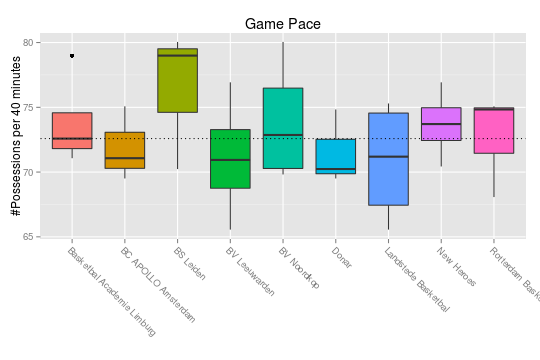 Game Pace
#Possessions per 40 minutes
80
75
70
65
Basketbal Academie Limburg
BC APOLLO Amsterdam
BS Leiden
BV Leeuwarden
BV Noordkop
Donar
Landstede Basketbal
New Heroes
Rotterdam Bask